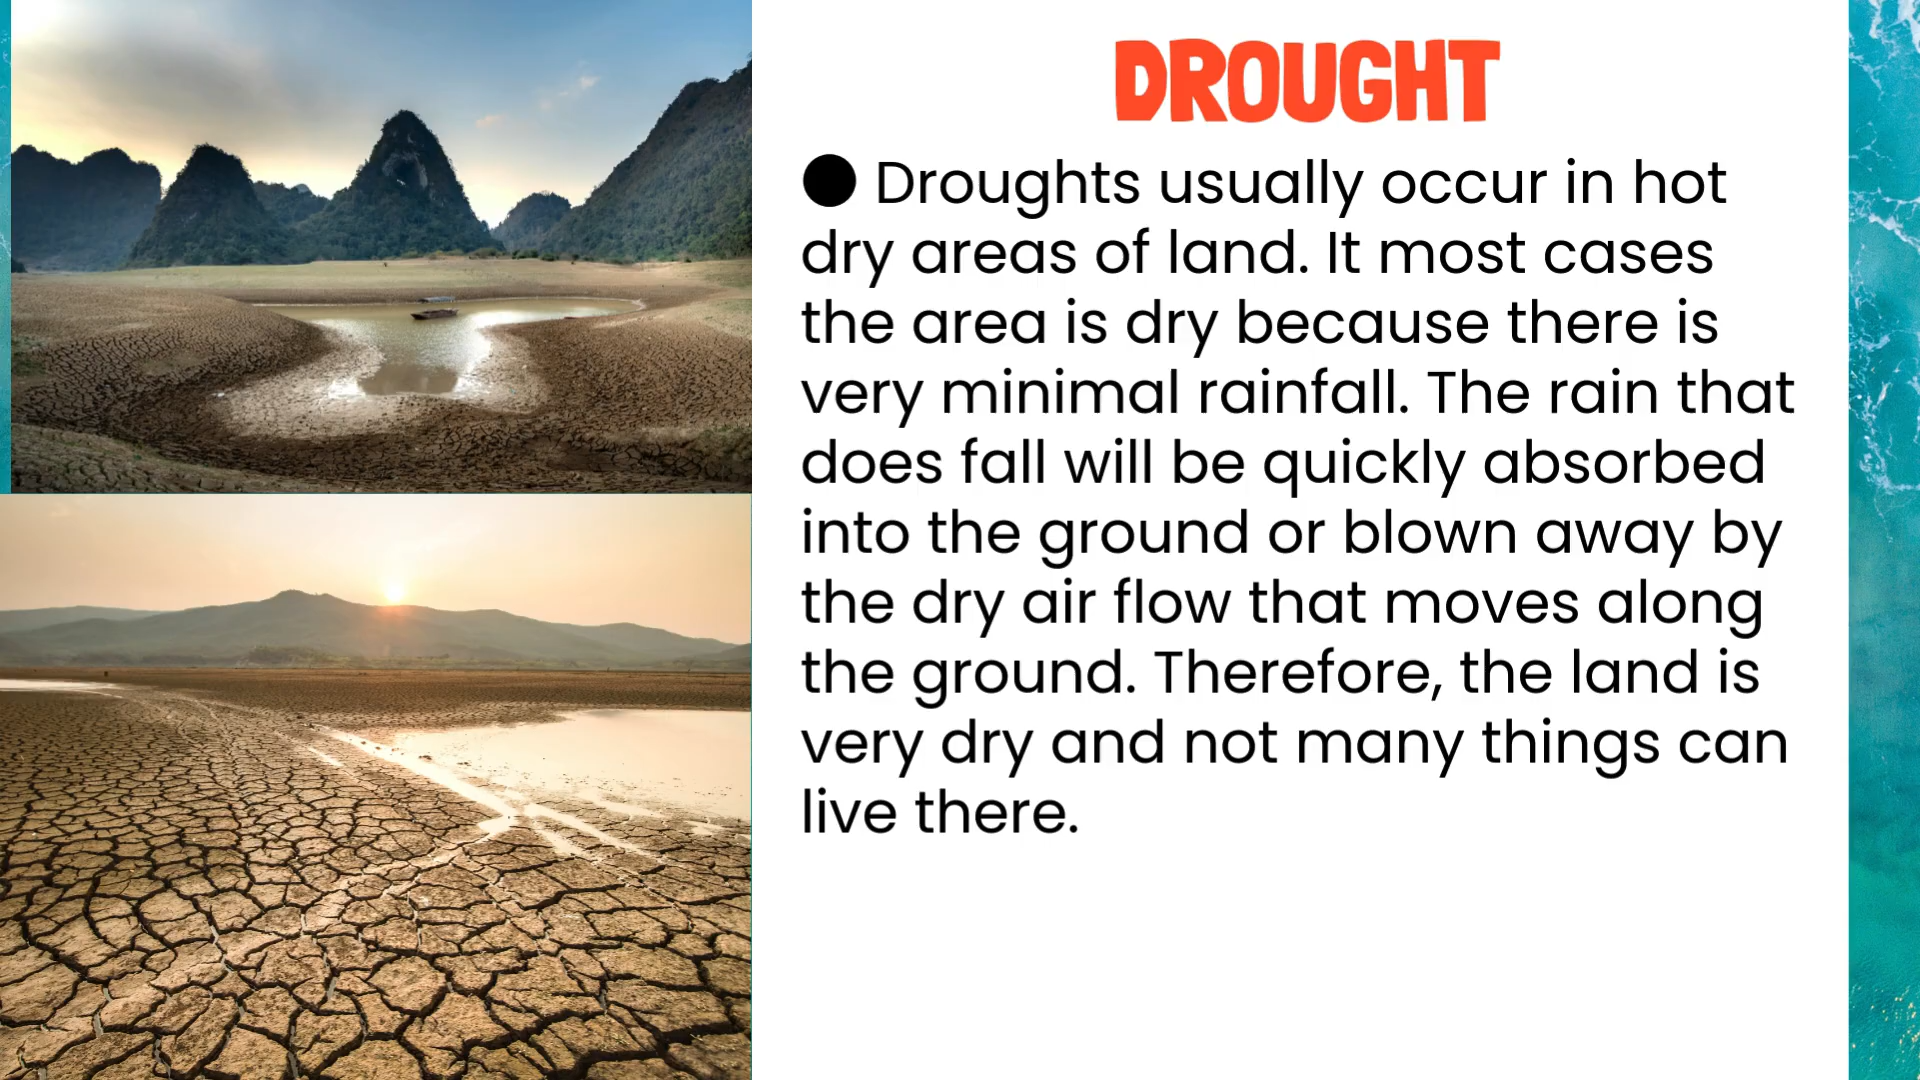 DROUGHT
● Droughts usually occur in hot
dry areas of land. It most cases
the area is dry because there is
very minimal rainfall. The rain that
does fall will be quickly absorbed
into the ground or blown away by
the dry air flow that moves along
the ground. Therefore, the land is
very dry and not many things can
live there.